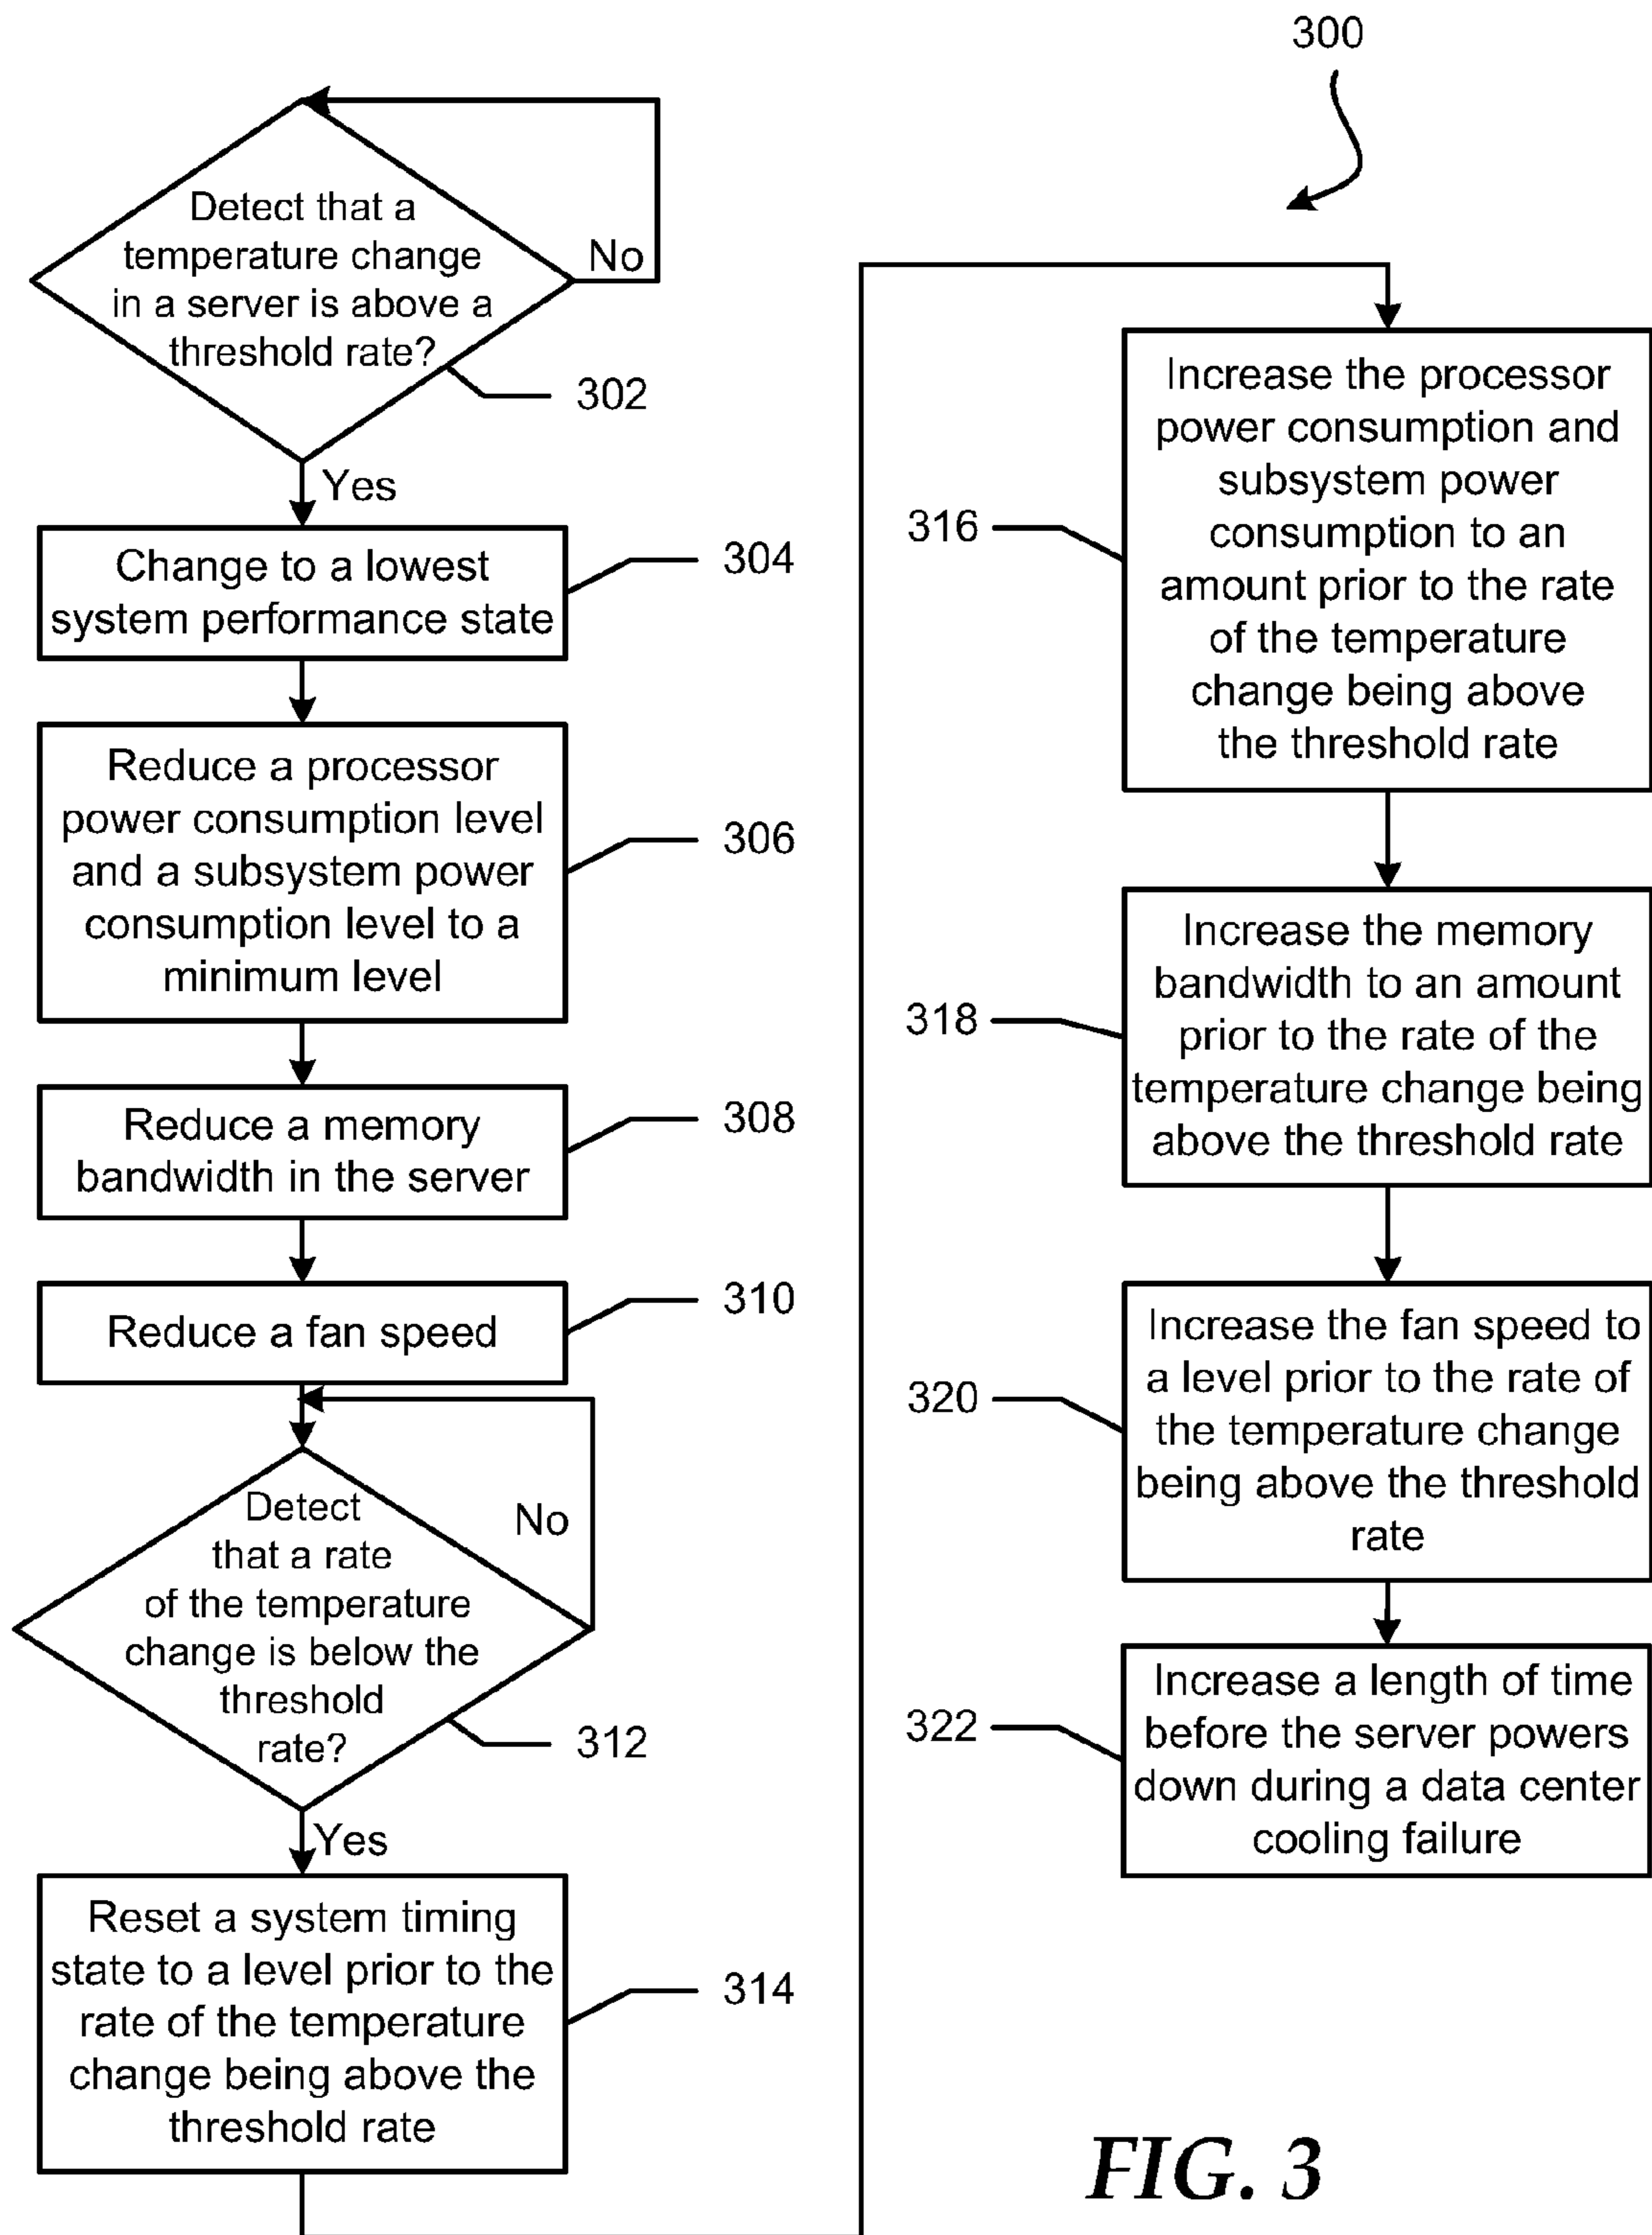 300
Detect that a
temperature change
in a server is above a
threshold rate?
No
302
Yes
Change to a lowest
system performance state
304
Reduce a processor
power consumption level
and a subsystem power
consumption level to a
minimum level
306
Reduce a memory
bandwidth in the server
308
Reduce a fan speed
310
Detect
that a rate
of the temperature
change is below the
threshold
rate?
No
312
Yes
Reset a system timing
state to a level prior to the
rate of the temperature
change being above the
threshold rate
314
Increase the processor
power consumption and
subsystem power
consumption to an
amount prior to the rate
of the temperature
change being above
the threshold rate
316
Increase the memory
bandwidth to an amount
prior to the rate of the
temperature change being
above the threshold rate
318
Increase the fan speed to
a level prior to the rate of
the temperature change
being above the threshold
rate
320
Increase a length of time
before the server powers
down during a data center
cooling failure
322
FIG. 3